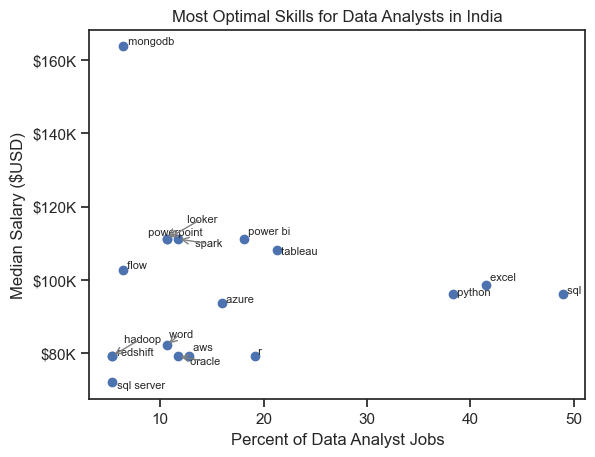 Most Optimal Skills for Data Analysts in India
$160K
$140K
$120K
$100K
$80K
Median Salary ($USD)
mongodb
looker
powerpoint
power bi
spark
tableau
flow
excel
python
sql
azure
word
hadoop
redshift
aws
r
oracle
sql server
10
20
30
40
50
Percent of Data Analyst Jobs